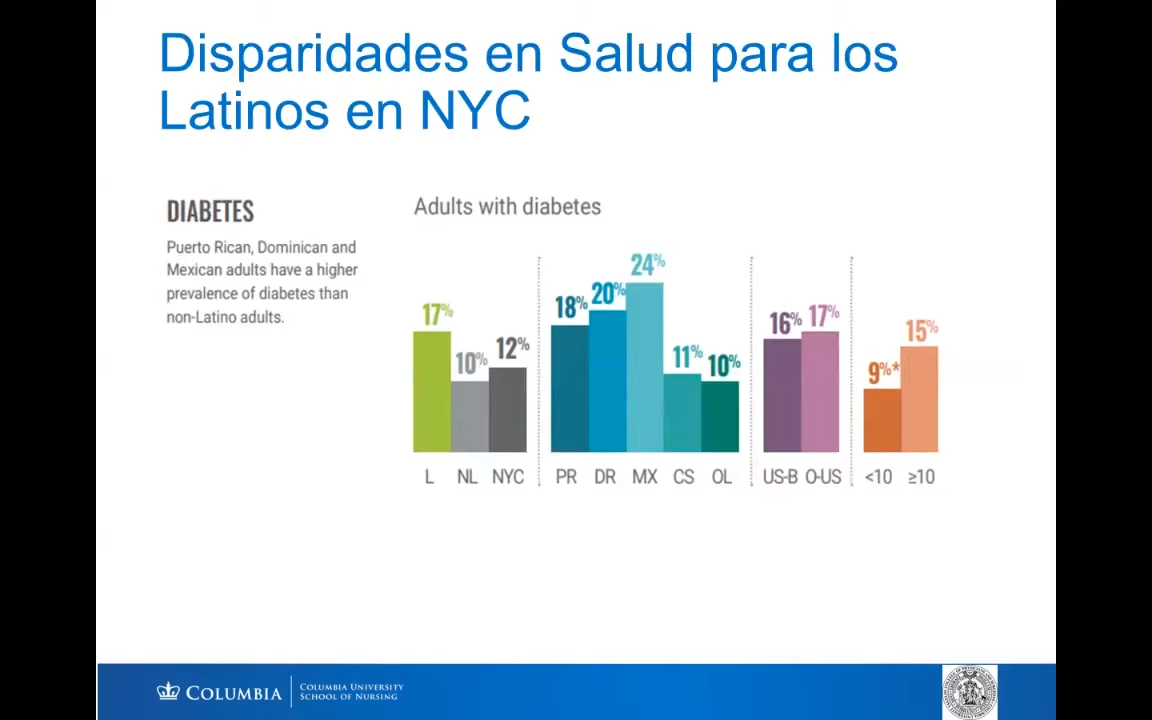 Disparidades en Salud para los
Latinos en NYC
DIABETES
Puerto Rican, Dominican and
Mexican adults have a higher
prevalence of diabetes than
non-Latino adults.
Adults with diabetes
17% 10% 12% 18% 20% 24% 11% 10% 16% 17% 9%* 15%
L NL NYC PR DR MX CS OL US-B O-US <10 ≥10
COLUMBIA
COLUMBIA UNIVERSITY
SCHOOL OF NURSING